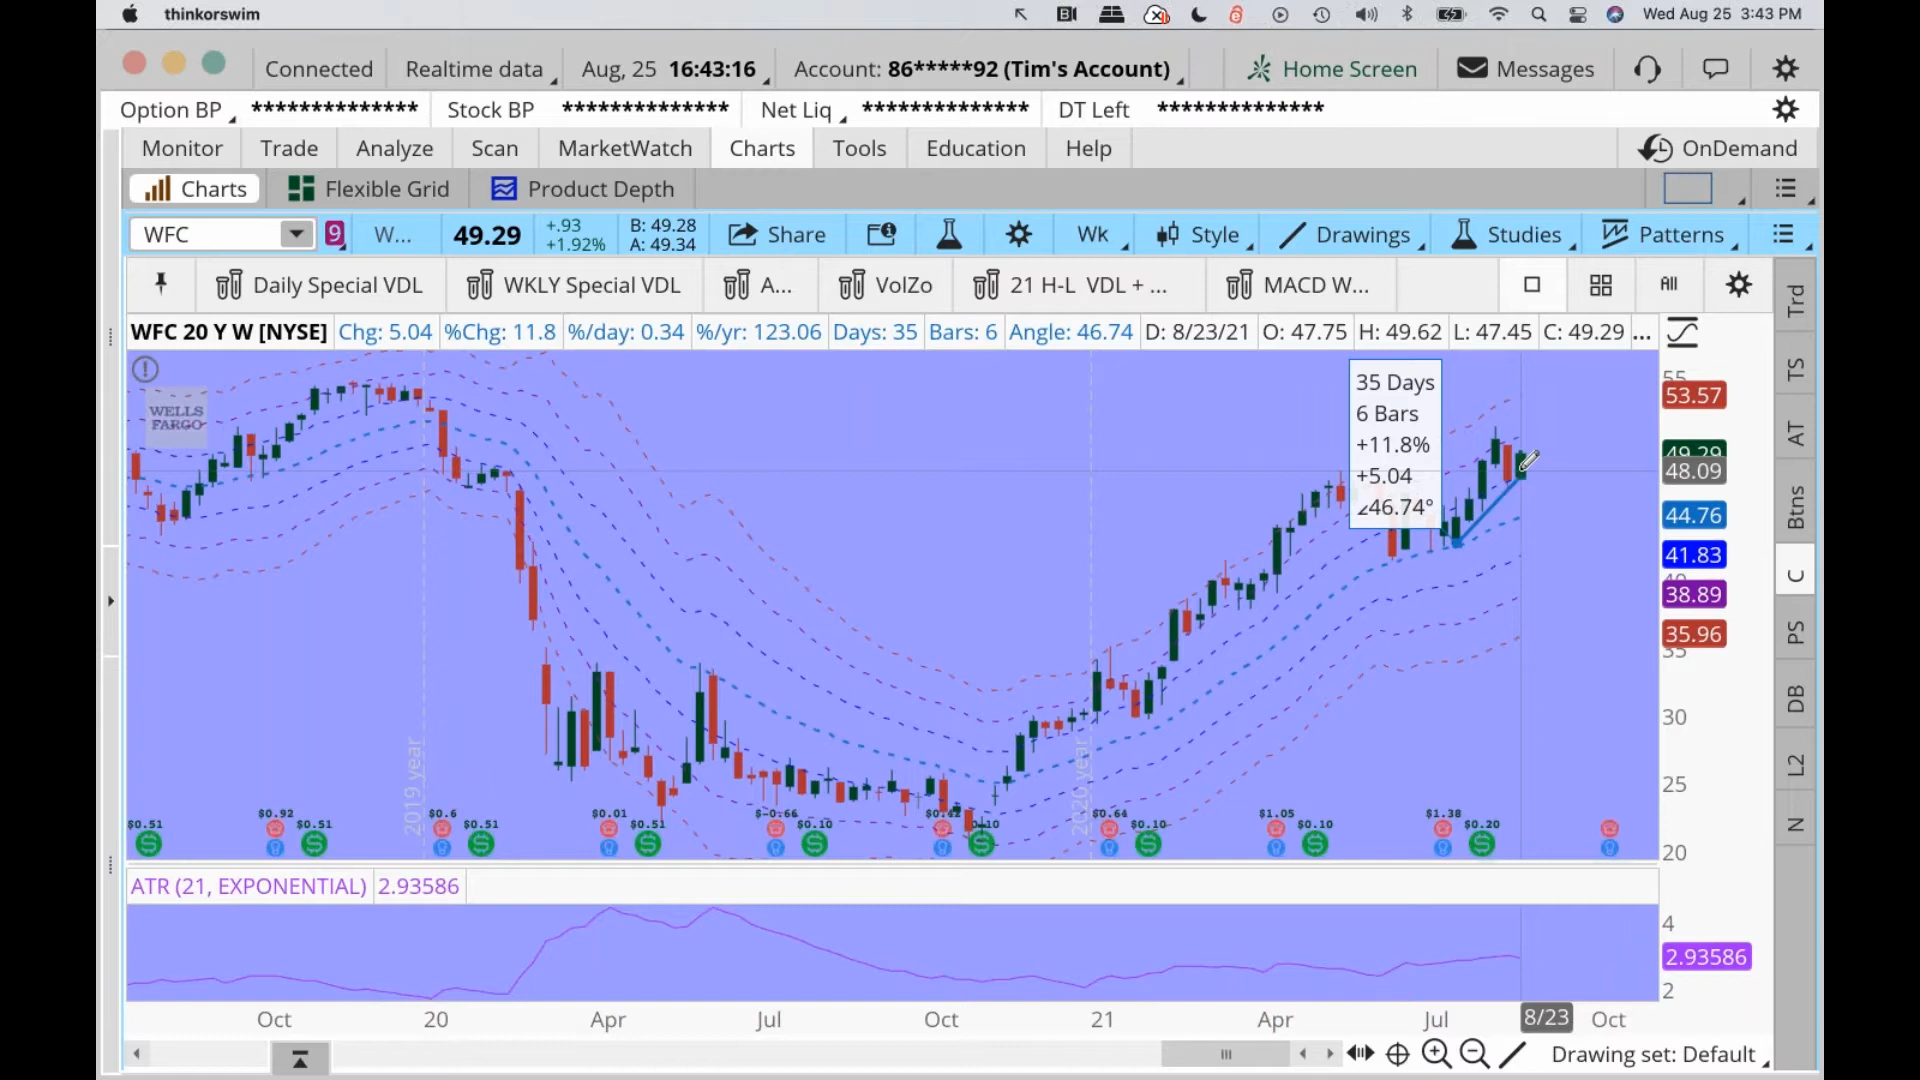 thinkorswim Wed Aug 25 3:43 PM
Connected Realtime data Aug, 25 16:43:16 Account: 86*****92 (Tim's Account) Home Screen Messages
Option BP ************** Stock BP ************** Net Liq ************** DT Left **************
Monitor Trade Analyze Scan MarketWatch Charts Tools Education Help OnDemand
Charts Flexible Grid Product Depth
WFC 9 W... 49.29 +.93 +1.92% B: 49.28 A: 49.34 Share Wk Style Drawings Studies Patterns
Daily Special VDL WKLY Special VDL A... VolZo 21 H-L VDL + ... MACD W... All
WFC 20 Y W [NYSE] Chg: 5.04 %Chg: 11.8 %/day: 0.34 %/yr: 123.06 Days: 35 Bars: 6 Angle: 46.74 D: 8/23/21 O: 47.75 H: 49.62 L: 47.45 C: 49.29 ...
WELLS
FARGO
35 Days
6 Bars
+11.8%
+5.04
∠46.74°
55
53.57
49.29
48.09
44.76
41.83
40
38.89
35.96
35
30
25
20
2019 year
2020 year
$0.51 $0.92 $0.51 $0.6 $0.51 $0.01 $0.51 $-0.66 $0.10 $0.42 $0.64 $0.10 $1.05 $0.10 $1.38 $0.20
ATR (21, EXPONENTIAL) 2.93586
4
2.93586
2
Oct 20 Apr Jul Oct 21 Apr Jul 8/23 Oct
Drawing set: Default
Trd
TS
AT
Btns
C
PS
DB
L2
N